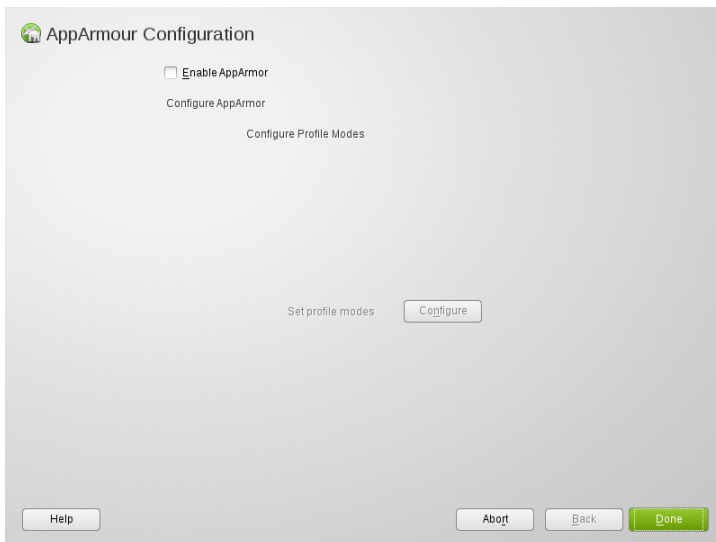 AppArmour Configuration
Enable AppArmor
Configure AppArmor
Configure Profile Modes
Set profile modes Configure
Help Abort Back Done